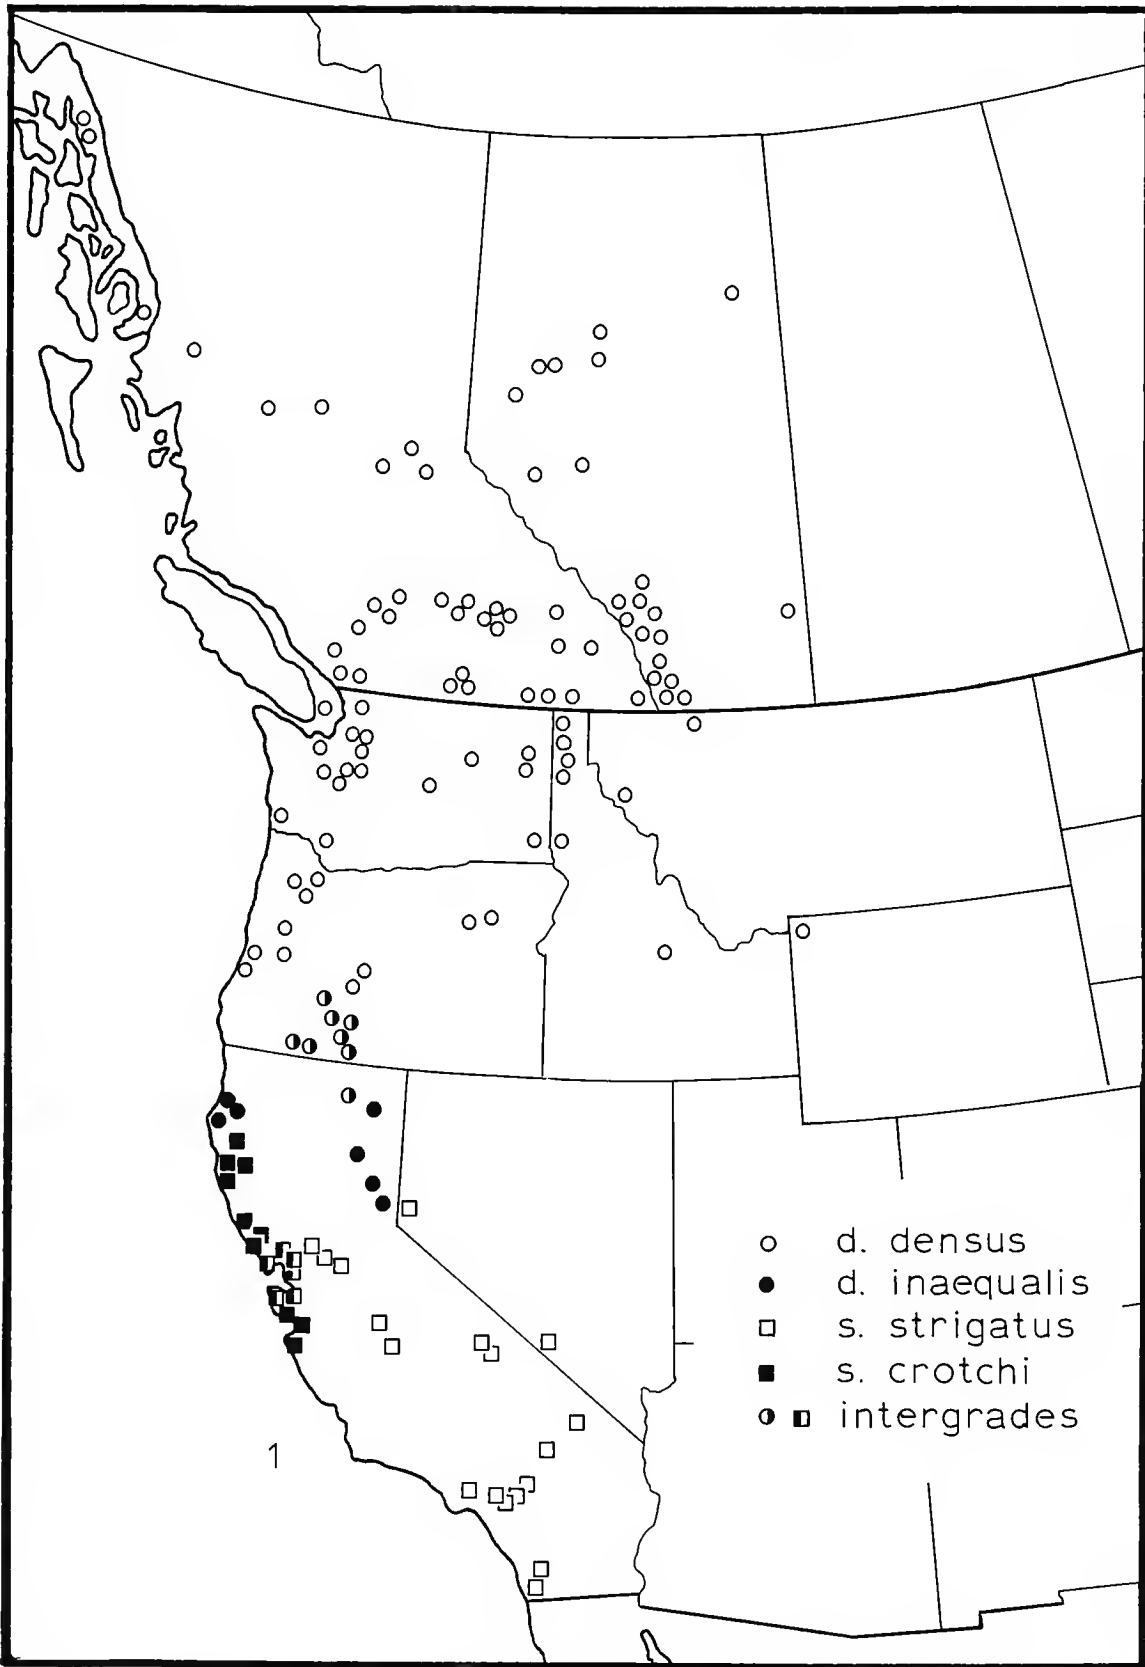 d. densus
d. inaequalis
s. strigatus
s. crotchi
intergrades
1